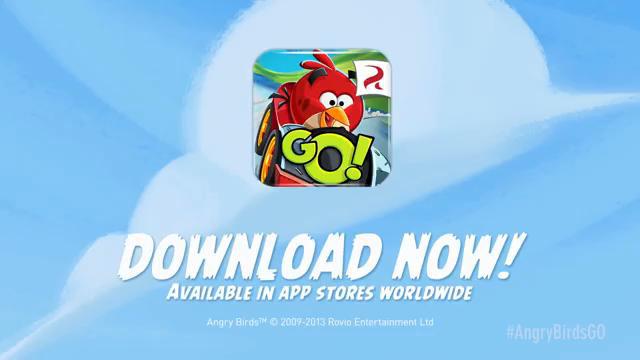 GO!
DOWNLOAD NOW!
AVAILABLE IN APP STORES WORLDWIDE
Angry Birds™ © 2009-2013 Rovio Entertainment Ltd
#AngryBirdsGO